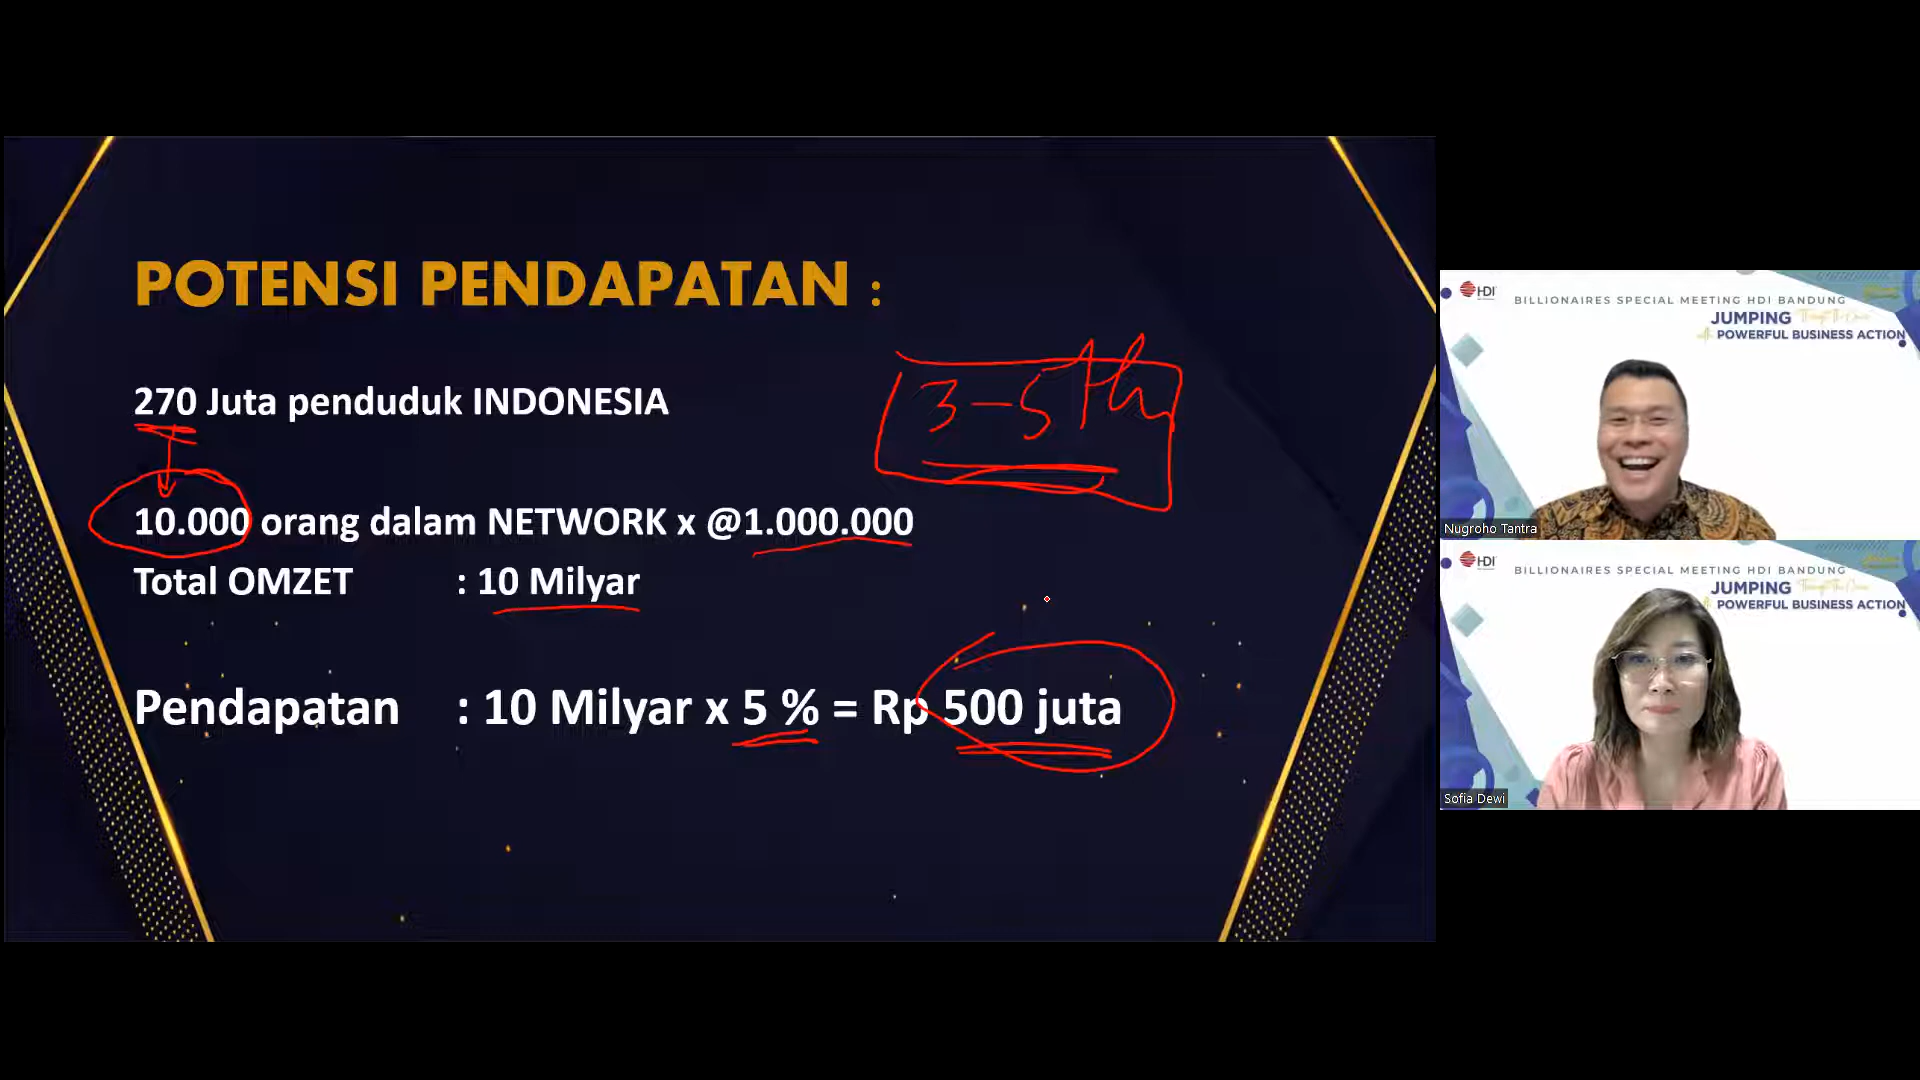 POTENSI PENDAPATAN :
270 Juta penduduk INDONESIA
3-5 th
10.000 orang dalam NETWORK x @1.000.000
Total OMZET : 10 Milyar
Pendapatan : 10 Milyar x 5 % = Rp 500 juta
HDI
BILLIONAIRES SPECIAL MEETING HDI BANDUNG
JUMPING
POWERFUL BUSINESS ACTION
Nugroho Tantra
HDI
BILLIONAIRES SPECIAL MEETING HDI BANDUNG
JUMPING
POWERFUL BUSINESS ACTION
Sofia Dewi